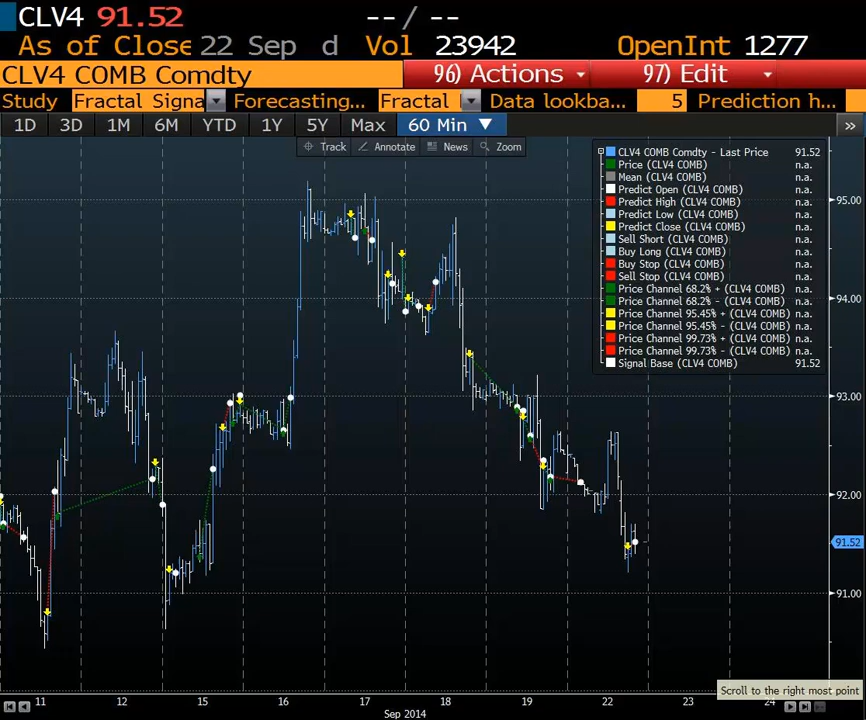 CLV4 91.52 -- / --
As of Close 22 Sep d Vol 23942 OpenInt 1277
CLV4 COMB Comdty 96) Actions 97) Edit
Study Fractal Signa Forecasting... Fractal Data lookba... 5 Prediction h...
1D 3D 1M 6M YTD 1Y 5Y Max 60 Min ▼ »
Track Annotate News Zoom
CLV4 COMB Comdty - Last Price 91.52
Price (CLV4 COMB) n.a.
Mean (CLV4 COMB) n.a.
Predict Open (CLV4 COMB) n.a.
Predict High (CLV4 COMB) n.a.
Predict Low (CLV4 COMB) n.a.
Predict Close (CLV4 COMB) n.a.
Sell Short (CLV4 COMB) n.a.
Buy Long (CLV4 COMB) n.a.
Buy Stop (CLV4 COMB) n.a.
Sell Stop (CLV4 COMB) n.a.
Price Channel 68.2% + (CLV4 COMB) n.a.
Price Channel 68.2% - (CLV4 COMB) n.a.
Price Channel 95.45% + (CLV4 COMB) n.a.
Price Channel 95.45% - (CLV4 COMB) n.a.
Price Channel 99.73% + (CLV4 COMB) n.a.
Price Channel 99.73% - (CLV4 COMB) n.a.
Signal Base (CLV4 COMB) 91.52
95.00
94.00
93.00
92.00
91.52
91.00
Scroll to the right most point
11 12 15 16 17 18 19 22 23 24
Sep 2014